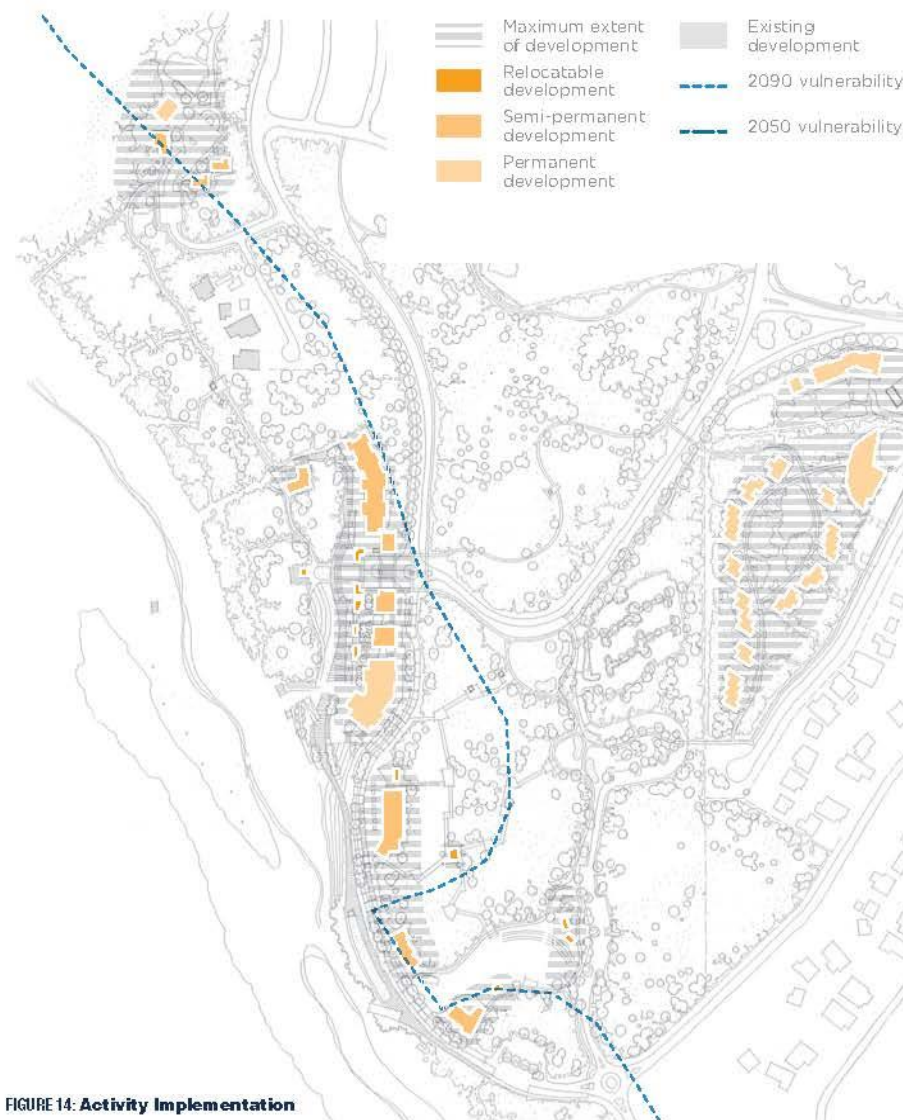 Maximum extent
of development
Relocatable
development
Semi-permanent
development
Permanent
development
Existing
development
2090 vulnerability
2050 vulnerability
FIGURE 14: Activity Implementation